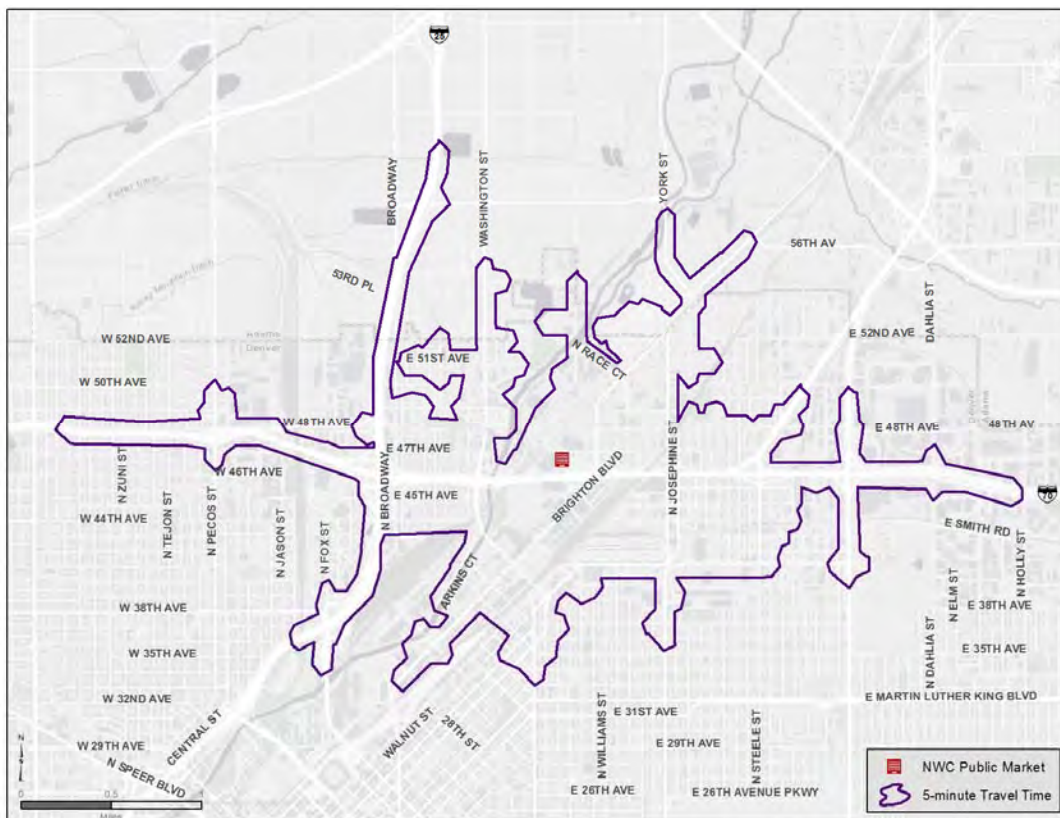 25
BROADWAY
WASHINGTON ST
YORK ST
56TH AV
53RD PL
DAHLIA ST
W 52ND AVE
Denver
E 52ND AVE
E 51ST AVE
N RACE CT
W 50TH AVE
W 48TH AVE
E 48TH AVE
48TH AV
E 47TH AVE
W 46TH AVE
N ZUNI ST
N TEJON ST
N PECOS ST
N JASON ST
N FOX ST
N BROADWAY
E 45TH AVE
BRIGHTON BLVD
N JOSEPHINE ST
70
W 44TH AVE
E SMITH RD
ARKINS CT
N HOLLY ST
N ELM ST
W 38TH AVE
E 38TH AVE
W 35TH AVE
E 35TH AVE
N DAHLIA ST
W 32ND AVE
E MARTIN LUTHER KING BLVD
E 31ST AVE
CENTRAL ST
WALNUT ST
28TH ST
N WILLIAMS ST
N STEELE ST
W 29TH AVE
E 29TH AVE
N SPEER BLVD
E 26TH AVE
E 26TH AVENUE PKWY
N
0
0.5
1
Miles
NWC Public Market
5-minute Travel Time